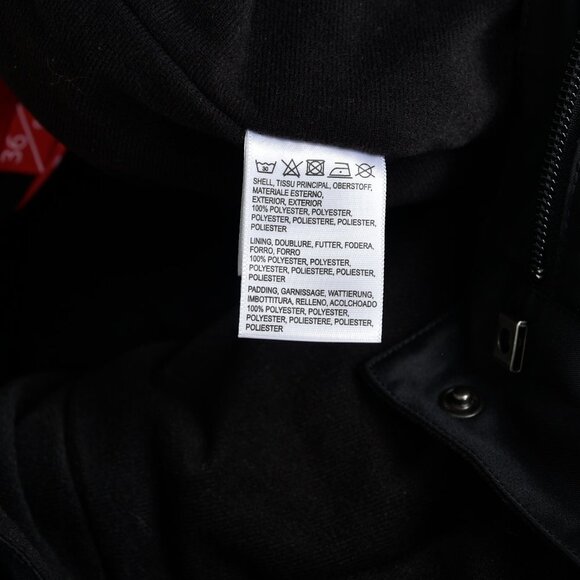 36
30
SHELL, TISSU PRINCIPAL, OBERSTOFF,
MATERIALE ESTERNO,
EXTERIOR, EXTERIOR
100% POLYESTER, POLYESTER,
POLYESTER, POLIESTERE, POLIESTER,
POLIESTER
LINING, DOUBLURE, FUTTER, FODERA,
FORRO, FORRO
100% POLYESTER, POLYESTER,
POLYESTER, POLIESTERE, POLIESTER,
POLIESTER
PADDING, GARNISSAGE, WATTIERUNG,
IMBOTTITURA, RELLENO, ACOLCHOADO
100% POLYESTER, POLYESTER,
POLYESTER, POLIESTERE, POLIESTER,
POLIESTER